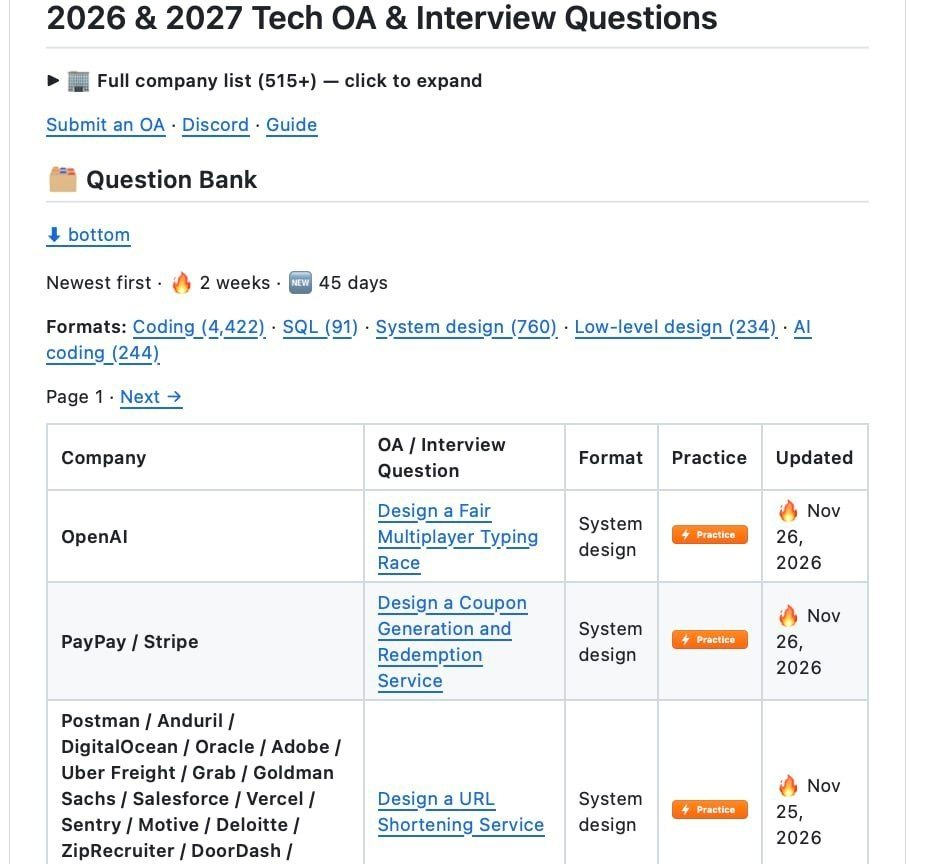 2026 & 2027 Tech OA & Interview Questions
▶ 🏢 Full company list (515+) — click to expand
Submit an OA · Discord · Guide
🗂️ Question Bank
⬇ bottom
Newest first · 🔥 2 weeks · 🆕 45 days
Formats: Coding (4,422) · SQL (91) · System design (760) · Low-level design (234) · AI
coding (244)
Page 1 · Next →
Company
OA / Interview
Question
Format
Practice
Updated
OpenAI
Design a Fair
Multiplayer Typing
Race
System
design
Practice
🔥 Nov
26,
2026
PayPay / Stripe
Design a Coupon
Generation and
Redemption
Service
System
design
Practice
🔥 Nov
26,
2026
Postman / Anduril /
DigitalOcean / Oracle / Adobe /
Uber Freight / Grab / Goldman
Sachs / Salesforce / Vercel /
Sentry / Motive / Deloitte /
ZipRecruiter / DoorDash /
Design a URL
Shortening Service
System
design
Practice
🔥 Nov
25,
2026